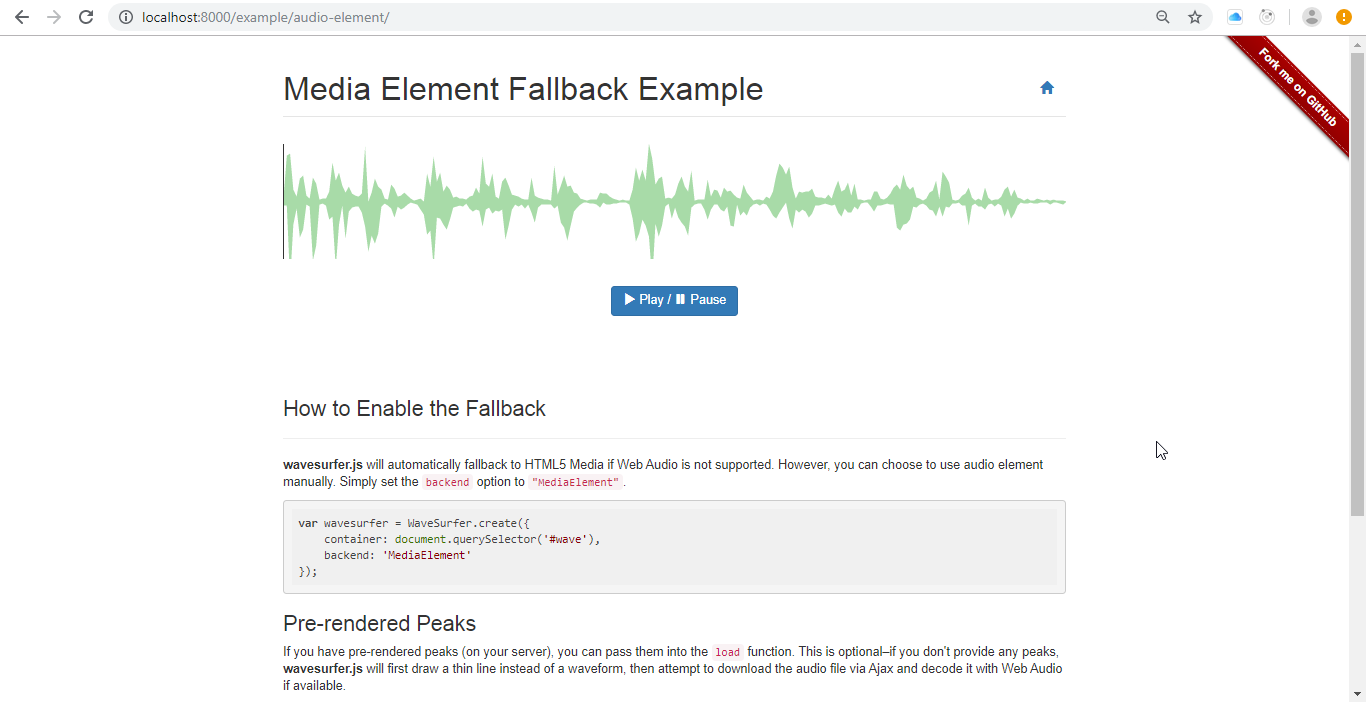 localhost:8000/example/audio-element/
Fork me on GitHub
Media Element Fallback Example
Play / Pause
How to Enable the Fallback
wavesurfer.js will automatically fallback to HTML5 Media if Web Audio is not supported. However, you can choose to use audio element
manually. Simply set the backend option to "MediaElement".
var wavesurfer = WaveSurfer.create({
    container: document.querySelector('#wave'),
    backend: 'MediaElement'
});
Pre-rendered Peaks
If you have pre-rendered peaks (on your server), you can pass them into the load function. This is optional–if you don't provide any peaks,
wavesurfer.js will first draw a thin line instead of a waveform, then attempt to download the audio file via Ajax and decode it with Web Audio
if available.